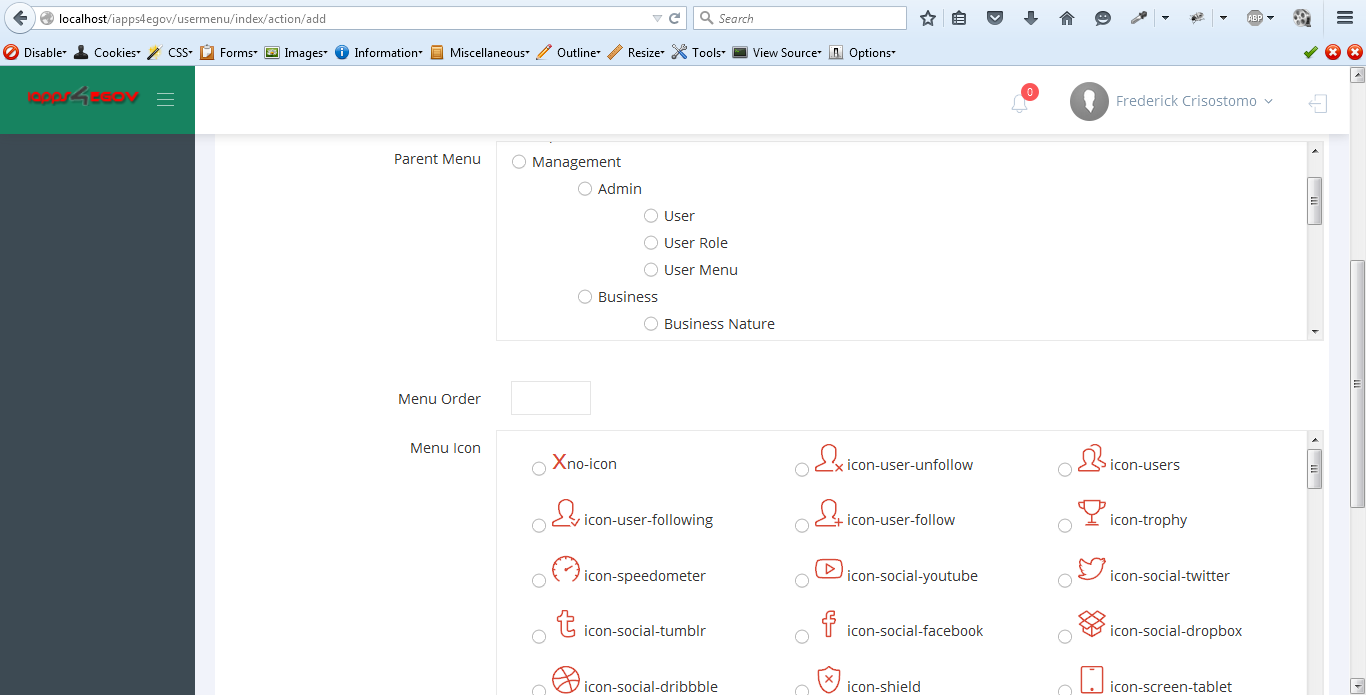 localhost/iapps4egov/usermenu/index/action/add
Search
ABP
Disable Cookies CSS Forms Images Information Miscellaneous Outline Resize Tools View Source Options
iapps4EGOV
0
Frederick Crisostomo
Parent Menu
Management
Admin
User
User Role
User Menu
Business
Business Nature
Menu Order
Menu Icon
Xno-icon icon-user-unfollow icon-users
icon-user-following icon-user-follow icon-trophy
icon-speedometer icon-social-youtube icon-social-twitter
icon-social-tumblr icon-social-facebook icon-social-dropbox
icon-social-dribbble icon-shield icon-screen-tablet